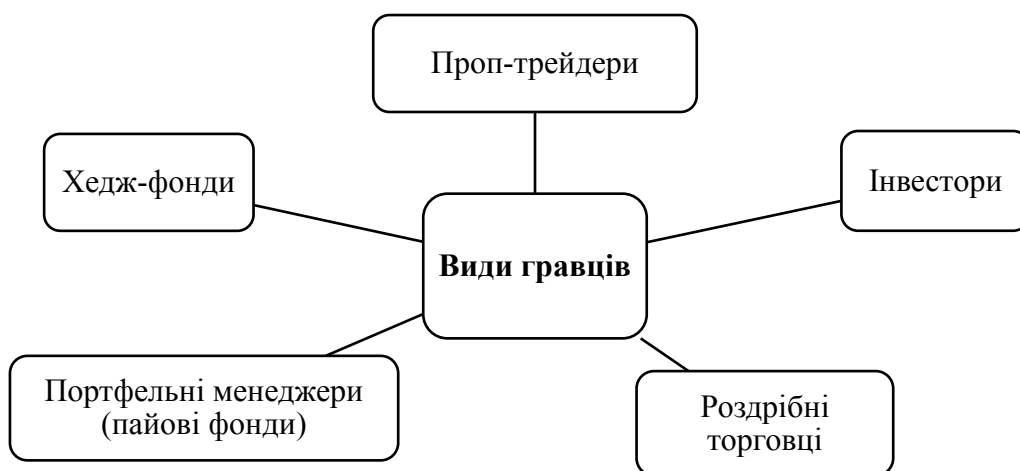 Проп-трейдери
Хедж-фонди
Інвестори
Види гравців
Портфельні менеджери
(пайові фонди)
Роздрібні
торговці